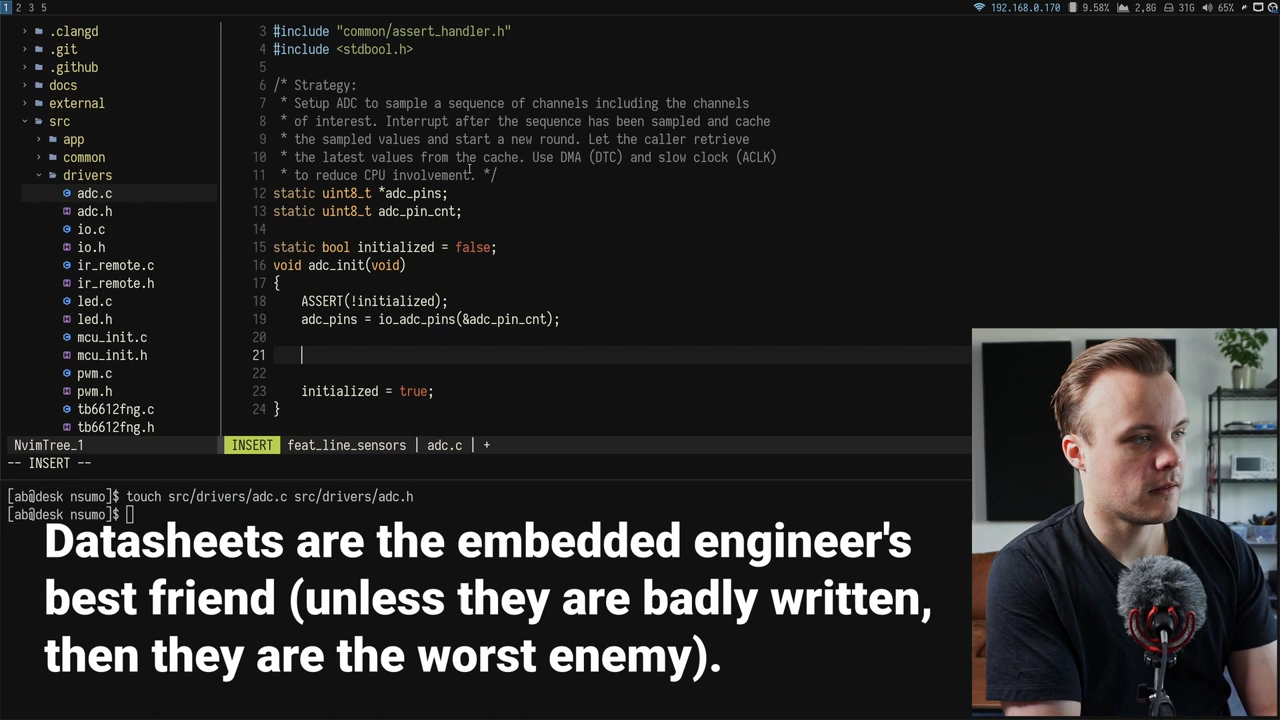 1 2 3 5
192.168.0.170 9.58% 2,8G 31G 65%
.clangd
.git
.github
docs
external
src
app
common
drivers
adc.c
adc.h
io.c
io.h
ir_remote.c
ir_remote.h
led.c
led.h
mcu_init.c
mcu_init.h
pwm.c
pwm.h
tb6612fng.c
tb6612fng.h
3 #include "common/assert_handler.h"
4 #include <stdbool.h>
5
6 /* Strategy:
7 * Setup ADC to sample a sequence of channels including the channels
8 * of interest. Interrupt after the sequence has been sampled and cache
9 * the sampled values and start a new round. Let the caller retrieve
10 * the latest values from the cache. Use DMA (DTC) and slow clock (ACLK)
11 * to reduce CPU involvement. */
12 static uint8_t *adc_pins;
13 static uint8_t adc_pin_cnt;
14
15 static bool initialized = false;
16 void adc_init(void)
17 {
18 ASSERT(!initialized);
19 adc_pins = io_adc_pins(&adc_pin_cnt);
20
21
22
23 initialized = true;
24 }
NvimTree_1
INSERT feat_line_sensors | adc.c | +
-- INSERT --
[ab@desk nsumo]$ touch src/drivers/adc.c src/drivers/adc.h
[ab@desk nsumo]$
Datasheets are the embedded engineer's
best friend (unless they are badly written,
then they are the worst enemy).